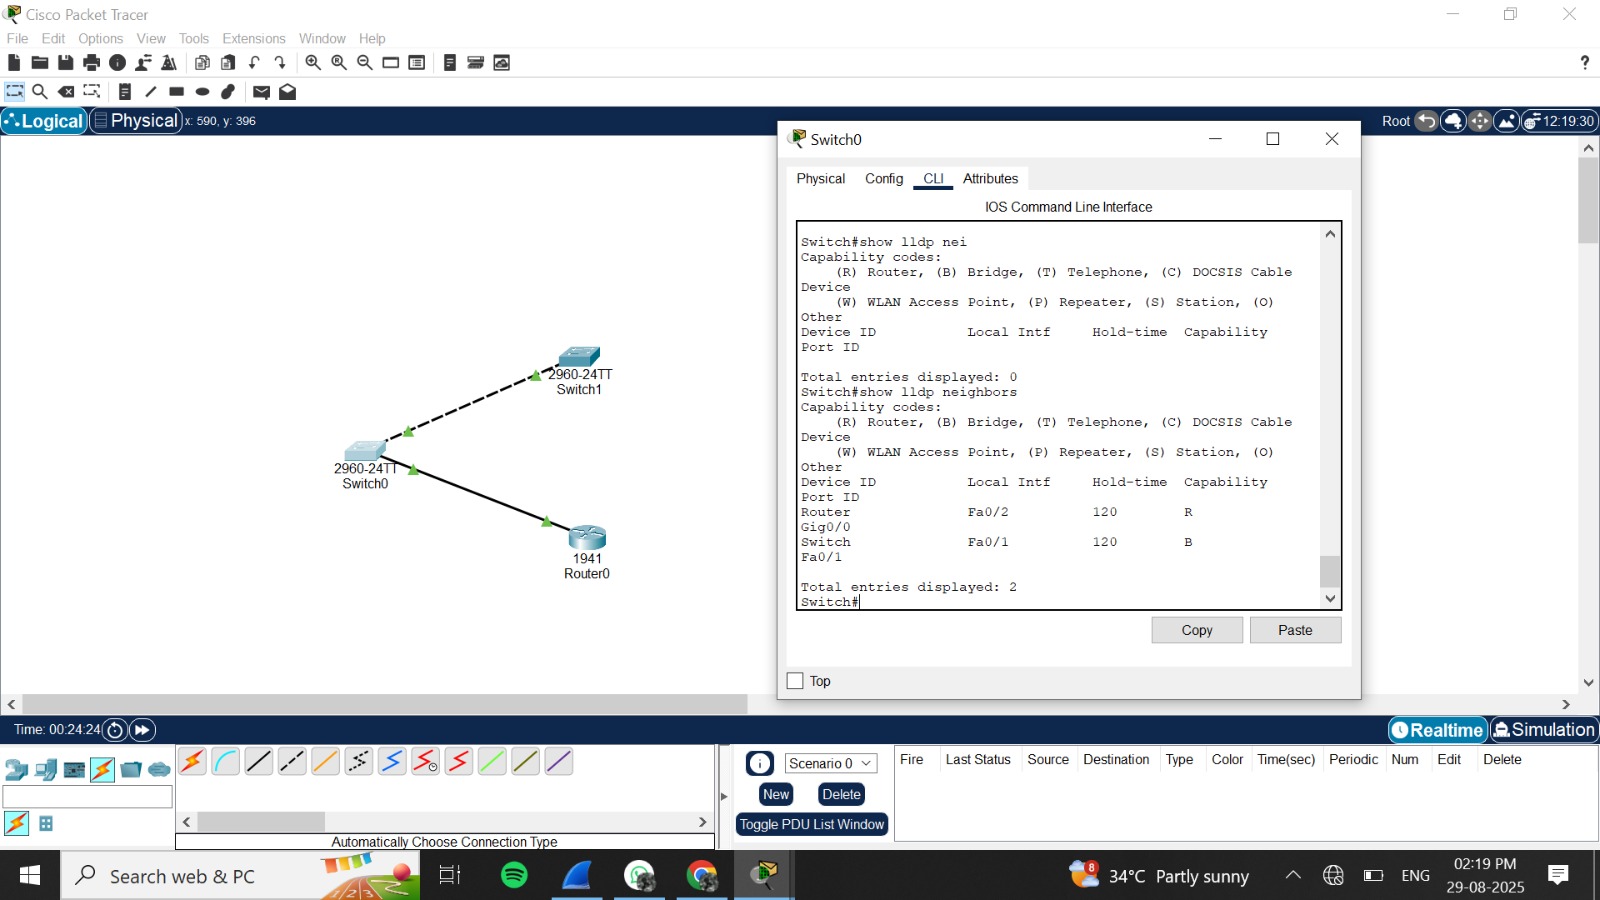 Cisco Packet Tracer
File Edit Options View Tools Extensions Window Help
?
Logical Physical x: 590, y: 396
Root 12:19:30
Switch0
Physical Config CLI Attributes
IOS Command Line Interface
Switch#show lldp nei
Capability codes:
(R) Router, (B) Bridge, (T) Telephone, (C) DOCSIS Cable
Device
(W) WLAN Access Point, (P) Repeater, (S) Station, (O)
Other
Device ID Local Intf Hold-time Capability
Port ID
Total entries displayed: 0
Switch#show lldp neighbors
Capability codes:
(R) Router, (B) Bridge, (T) Telephone, (C) DOCSIS Cable
Device
(W) WLAN Access Point, (P) Repeater, (S) Station, (O)
Other
Device ID Local Intf Hold-time Capability
Port ID
Router Fa0/2 120 R
Gig0/0
Switch Fa0/1 120 B
Fa0/1
Total entries displayed: 2
Switch#
Copy Paste
Top
2960-24TT
Switch1
2960-24TT
Switch0
1941
Router0
Time: 00:24:24
Realtime Simulation
Automatically Choose Connection Type
Scenario 0
New Delete
Toggle PDU List Window
Fire Last Status Source Destination Type Color Time(sec) Periodic Num Edit Delete
Search web & PC
8
34°C Partly sunny
ENG
02:19 PM
29-08-2025